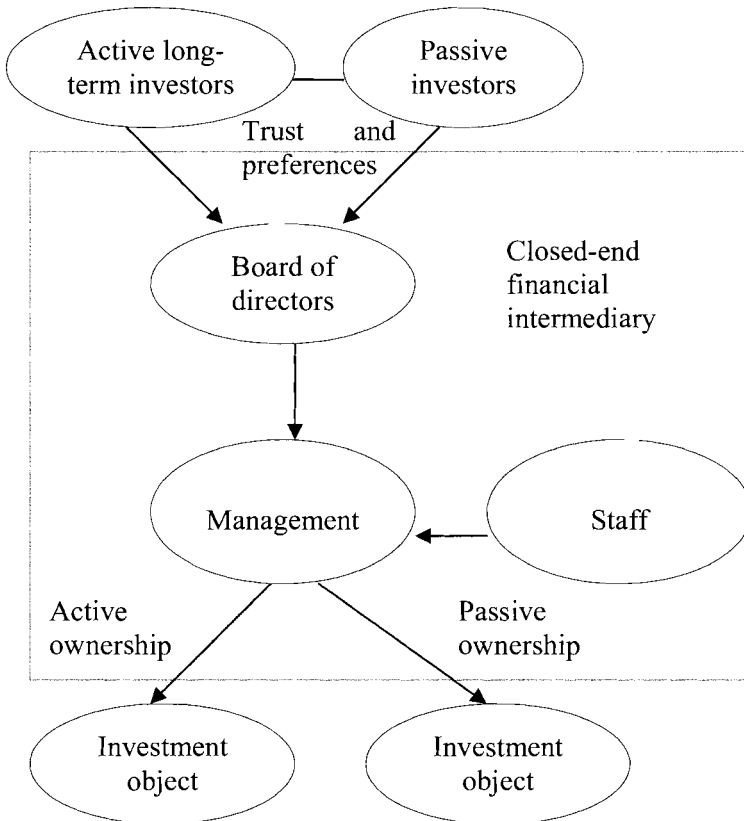 Active long-
term investors
Passive
investors
Trust and
preferences
Board of
directors
Closed-end
financial
intermediary
Management
Staff
Active
ownership
Passive
ownership
Investment
object
Investment
object